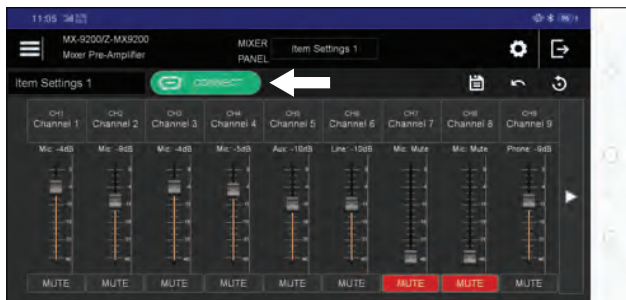 11:05
MX-9200/Z-MX9200
Mixer Pre-Amplifier
MIXER
PANEL
Item Settings 1
Item Settings 1
CONNECT
CH1 CH2 CH3 CH4 CH5 CH6 CH7 CH8 CH9
Channel 1 Channel 2 Channel 3 Channel 4 Channel 5 Channel 6 Channel 7 Channel 8 Channel 9
Mic: -4dB Mic: -9dB Mic: -4dB Mic: -5dB Aux: -10dB Line: -10dB Mic: Mute Mic: Mute Phone: -9dB
MUTE MUTE MUTE MUTE MUTE MUTE MUTE MUTE MUTE